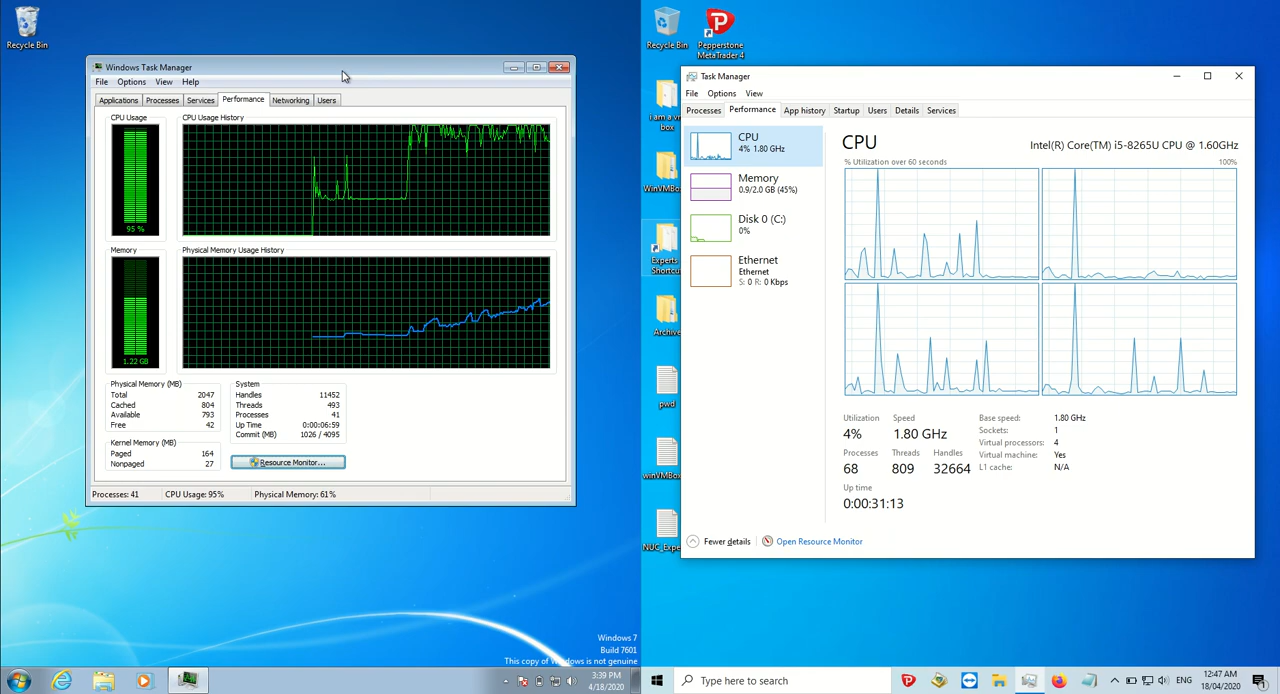 Recycle Bin
Windows Task Manager
File Options View Help
Applications Processes Services Performance Networking Users
CPU Usage
CPU Usage History
95 %
Memory
Physical Memory Usage History
1.22 GB
Physical Memory (MB)
Total 2047
Cached 804
Available 793
Free 42
Kernel Memory (MB)
Paged 164
Nonpaged 27
System
Handles 11452
Threads 493
Processes 41
Up Time 0:00:06:59
Commit (MB) 1026 / 4095
Resource Monitor...
Processes: 41 CPU Usage: 95% Physical Memory: 61%
Windows 7
Build 7601
This copy of Windows is not genuine
3:39 PM
4/18/2020
Recycle Bin
Pepperstone
MetaTrader 4
i am a vm
box
WinVMBo
Experts
Shortcu
Archive
pwd
winVMBo
NUC_Expe
Task Manager
File Options View
Processes Performance App history Startup Users Details Services
CPU
4% 1.80 GHz
Memory
0.9/2.0 GB (45%)
Disk 0 (C:)
0%
Ethernet
Ethernet
S: 0 R: 0 Kbps
CPU
Intel(R) Core(TM) i5-8265U CPU @ 1.60GHz
% Utilization over 60 seconds
100%
Utilization Speed
4% 1.80 GHz
Processes Threads Handles
68 809 32664
Up time
0:00:31:13
Base speed: 1.80 GHz
Sockets: 1
Virtual processors: 4
Virtual machine: Yes
L1 cache: N/A
Fewer details
Open Resource Monitor
Type here to search
ENG
12:47 AM
18/04/2020